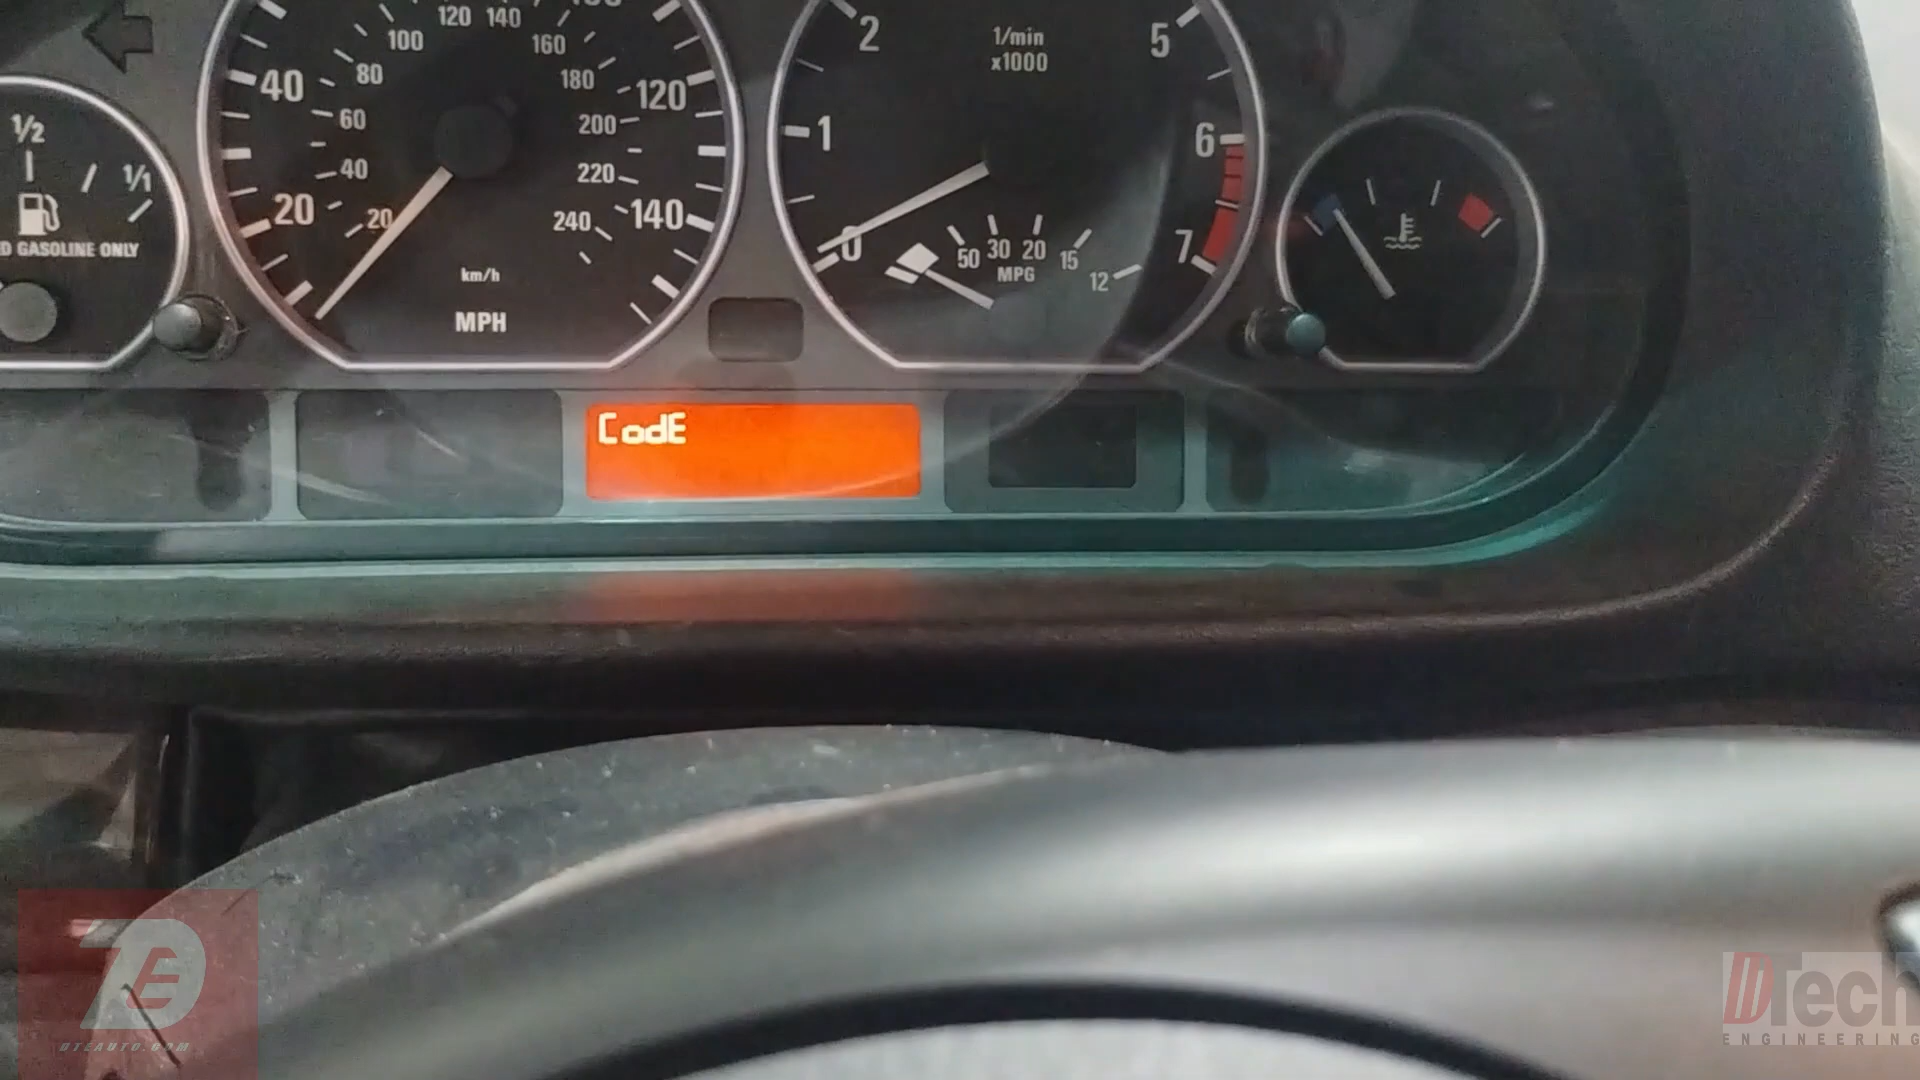 1/2
1/1
D GASOLINE ONLY
20 40 120 140
20 40 60 80 100 120 140 160 180 200 220 240
km/h
MPH
0 1 2 5 6 7
1/min
x1000
50 30 20 15 12
MPG
CodE
DTEAUTO.COM
DTech
ENGINEERING